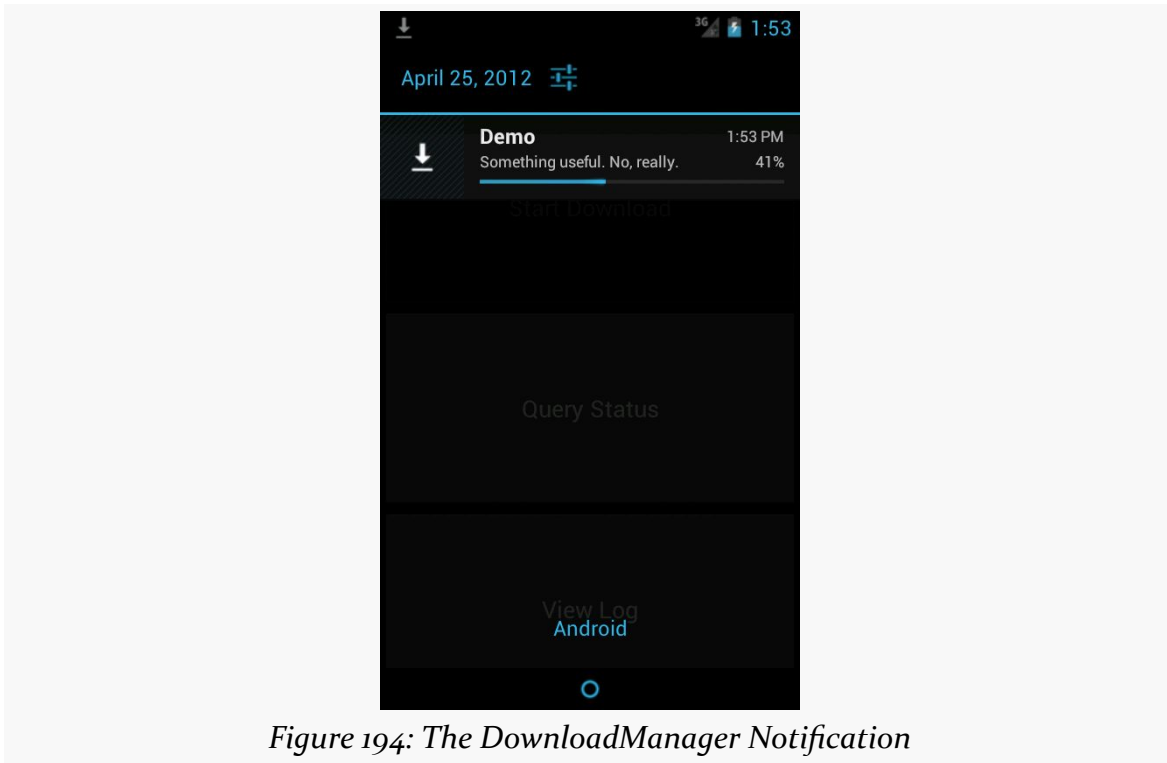 3G 1:53
April 25, 2012
Demo 1:53 PM
Something useful. No, really. 41%
Start Download
Query Status
View Log
Android
Figure 194: The DownloadManager Notification